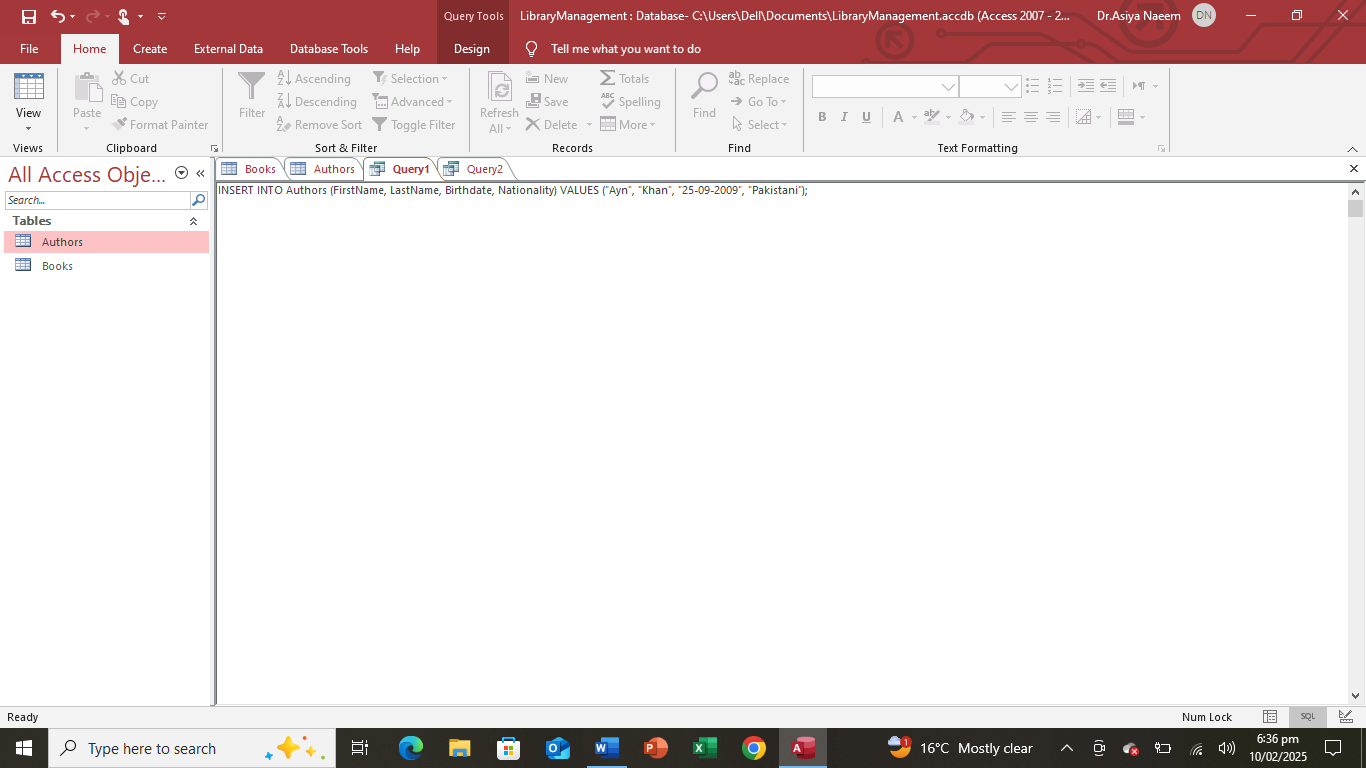 Query Tools
LibraryManagement : Database- C:\Users\Dell\Documents\LibraryManagement.accdb (Access 2007 - 2...
Dr.Asiya Naeem
DN
File
Home
Create
External Data
Database Tools
Help
Design
Tell me what you want to do
View
Views
Paste
Cut
Copy
Format Painter
Clipboard
Filter
Ascending
Descending
Remove Sort
Selection
Advanced
Toggle Filter
Sort & Filter
Refresh
All
New
Save
Delete
Totals
Spelling
More
Records
Find
Replace
Go To
Select
Find
B I U A
Text Formatting
All Access Obje...
Search...
Tables
Authors
Books
Books
Authors
Query1
Query2
INSERT INTO Authors (FirstName, LastName, Birthdate, Nationality) VALUES ("Ayn", "Khan", "25-09-2009", "Pakistani");
Ready
Num Lock
SQL
Type here to search
1
16°C Mostly clear
6:36 pm
10/02/2025